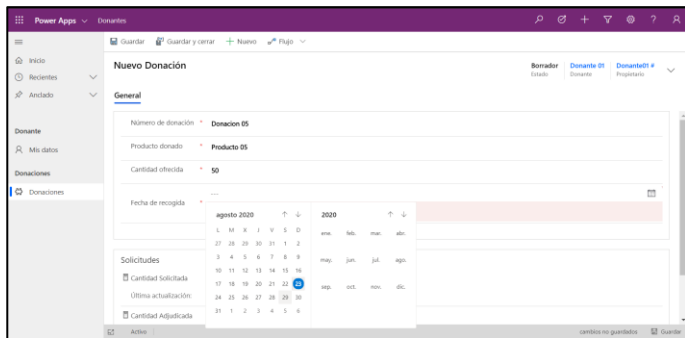 Power Apps Donantes
Guardar Guardar y cerrar Nuevo Flujo
Inicio
Recientes
Anclado
Donante
Mis datos
Donaciones
Donaciones
Nuevo Donación
Borrador Donante 01 Donante01 #
Estado Donante Propietario
General
Número de donación * Donacion 05
Producto donado * Producto 05
Cantidad ofrecida * 50
Fecha de recogida * ---
agosto 2020
L M X J V S D
27 28 29 30 31 1 2
3 4 5 6 7 8 9
10 11 12 13 14 15 16
17 18 19 20 21 22 23
24 25 26 27 28 29 30
31 1 2 3 4 5 6
2020
ene. feb. mar. abr.
may. jun. jul. ago.
sep. oct. nov. dic.
Solicitudes
Cantidad Solicitada
Última actualización:
Cantidad Adjudicada
Activo cambios no guardados Guardar